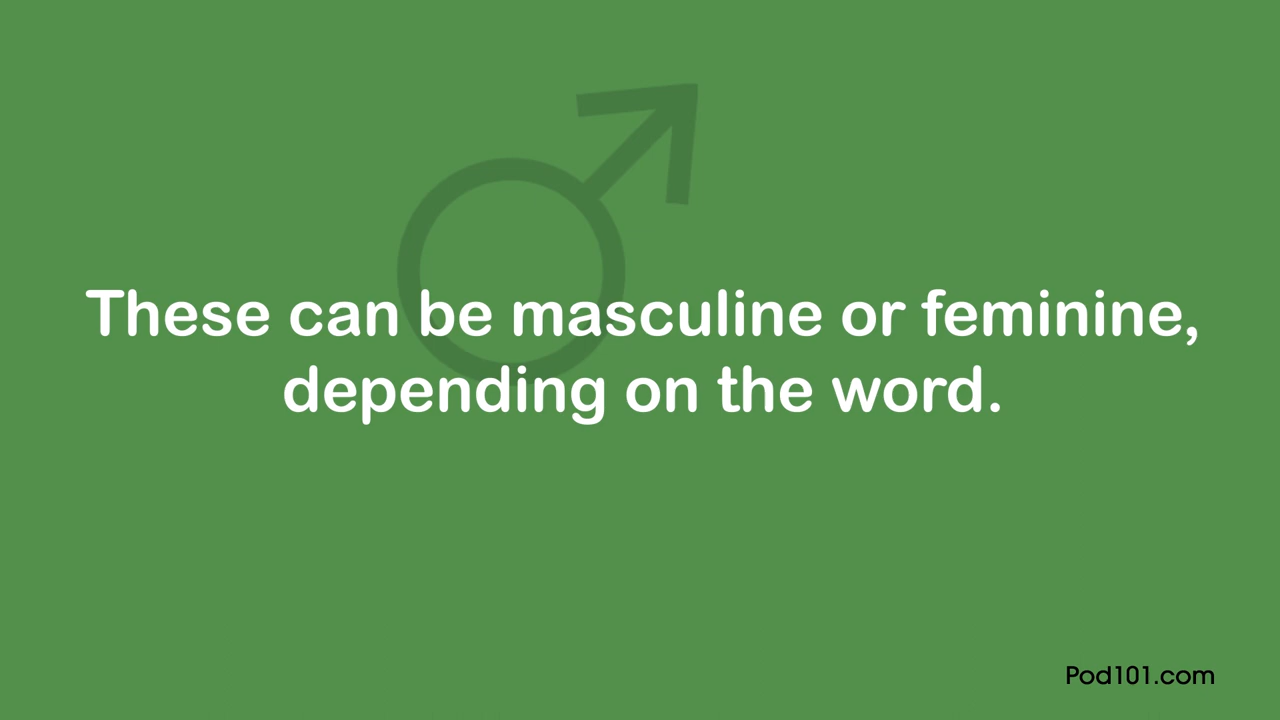 These can be masculine or feminine,
depending on the word.
Pod101.com